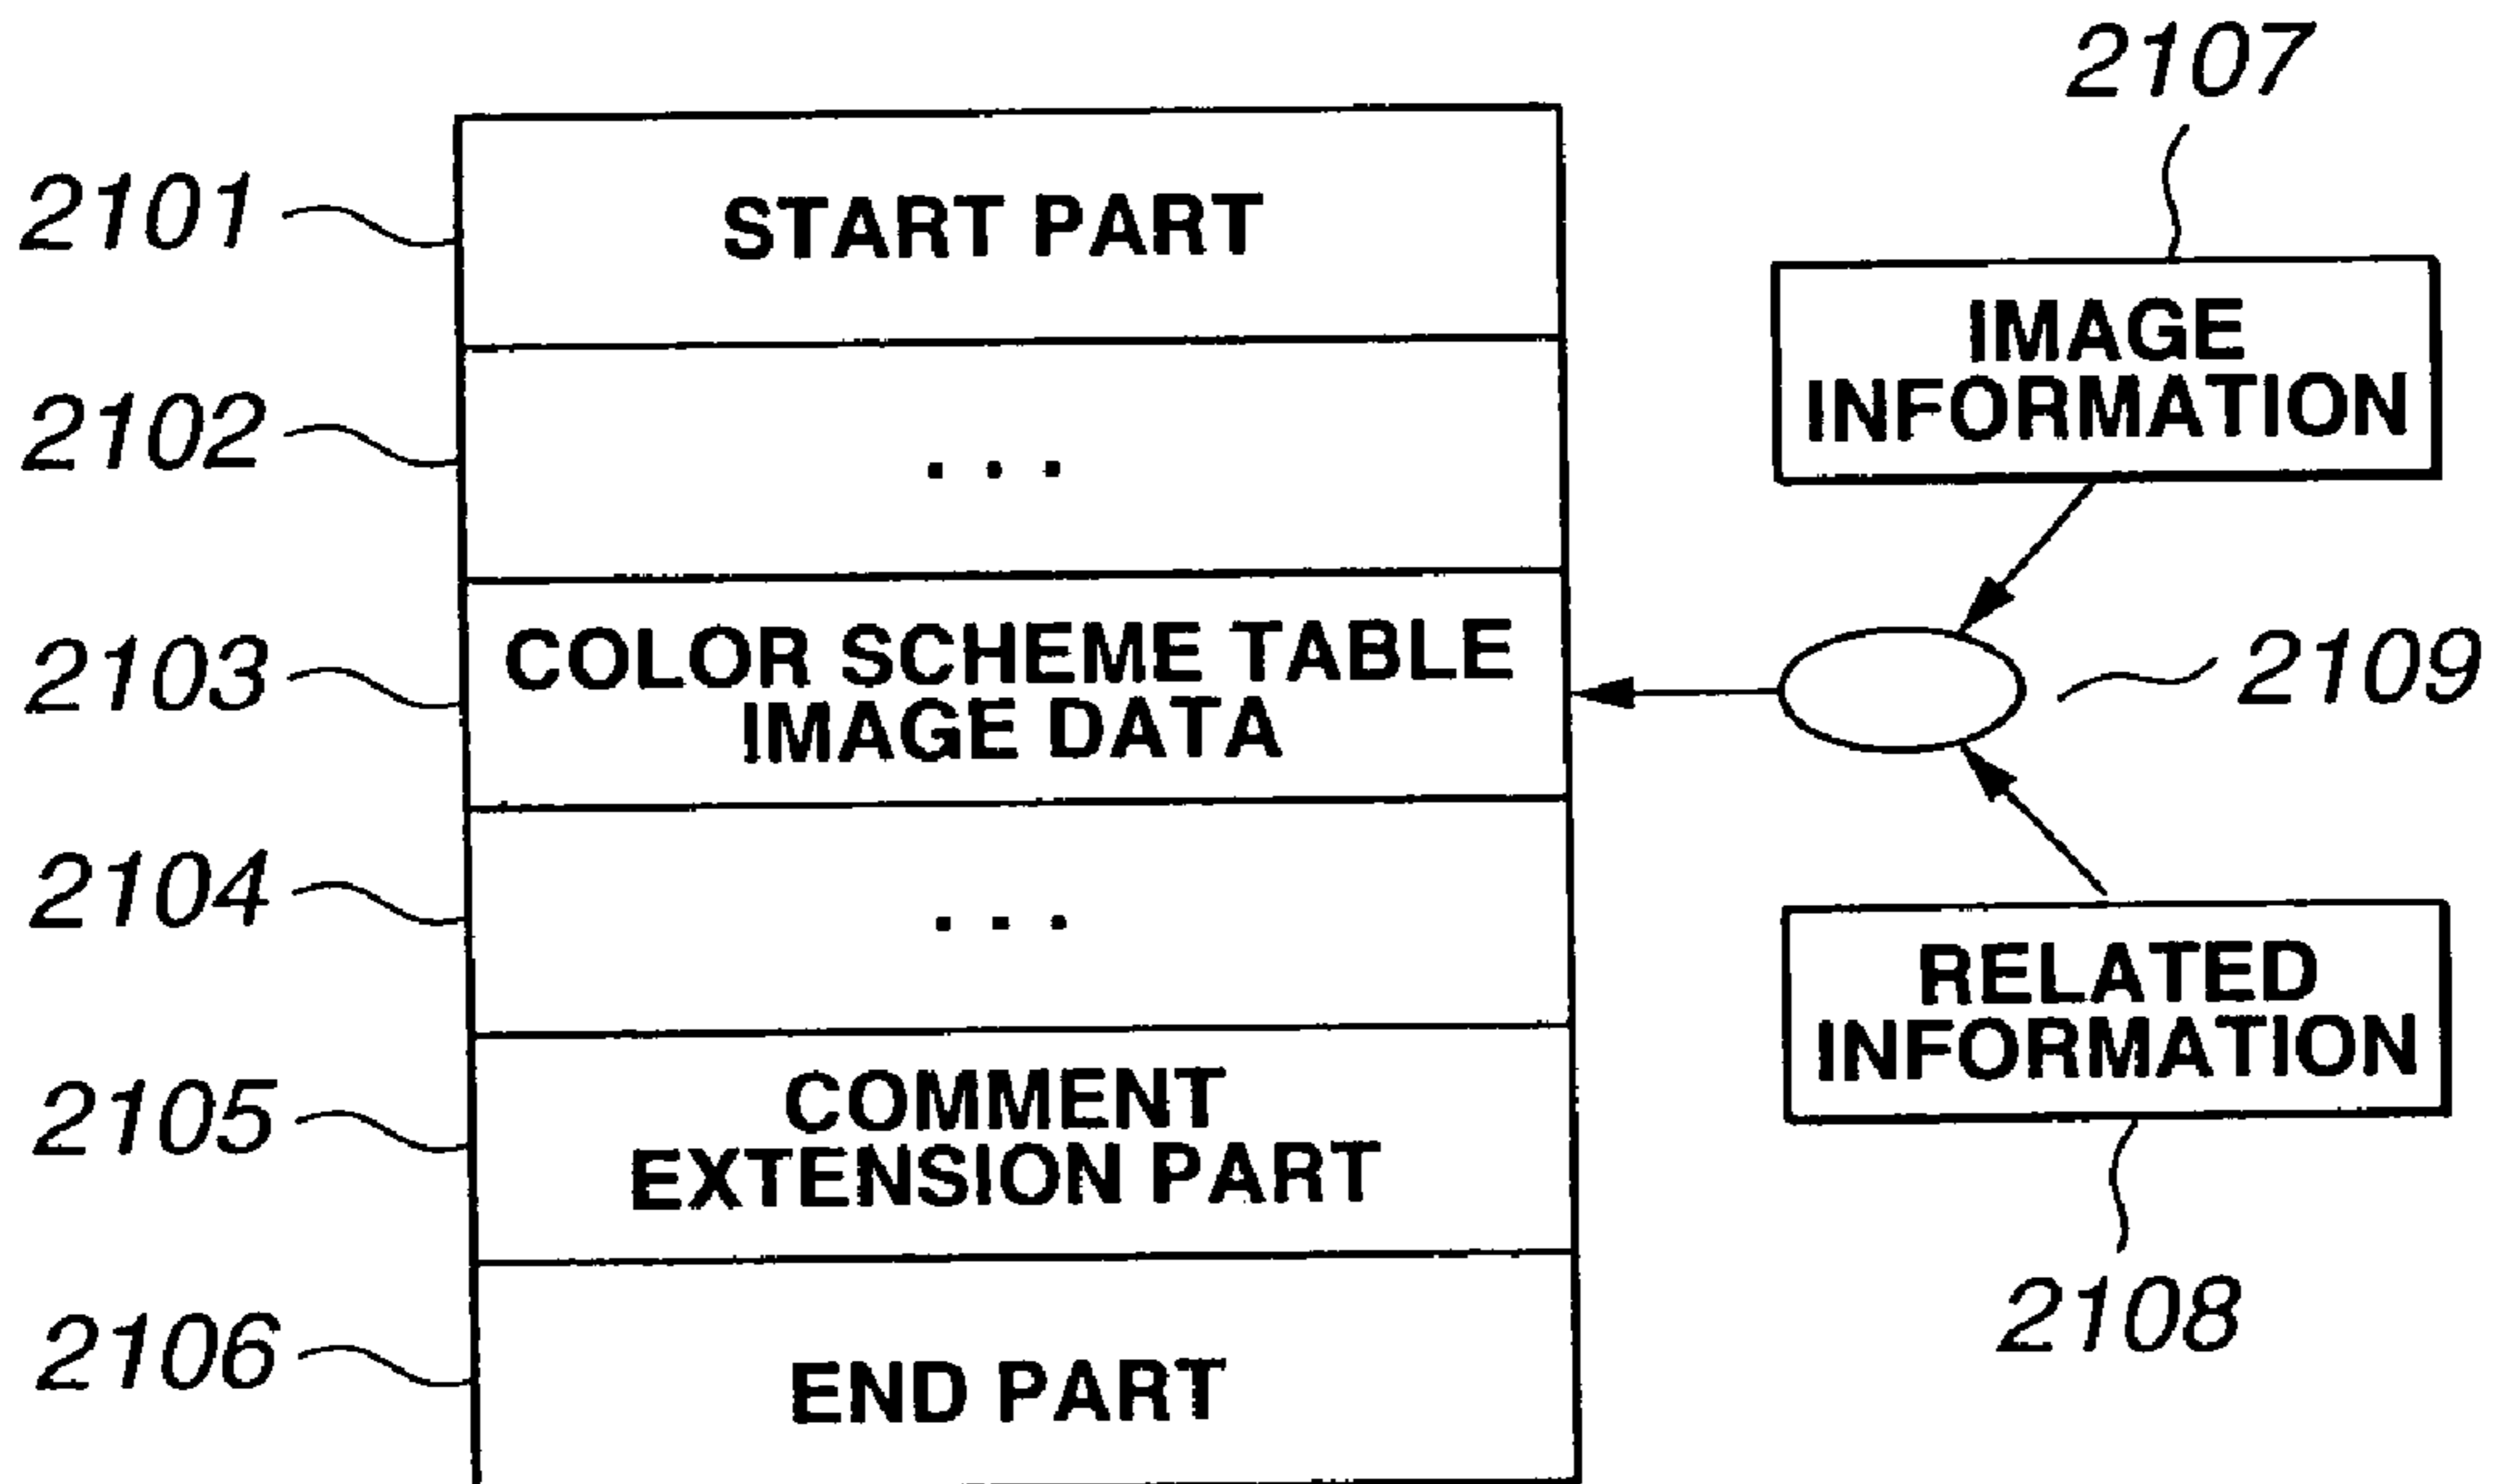 2101
START PART
2102
...
2103
COLOR SCHEME TABLE
IMAGE DATA
2104
...
2105
COMMENT
EXTENSION PART
2106
END PART
2107
IMAGE
INFORMATION
2109
RELATED
INFORMATION
2108